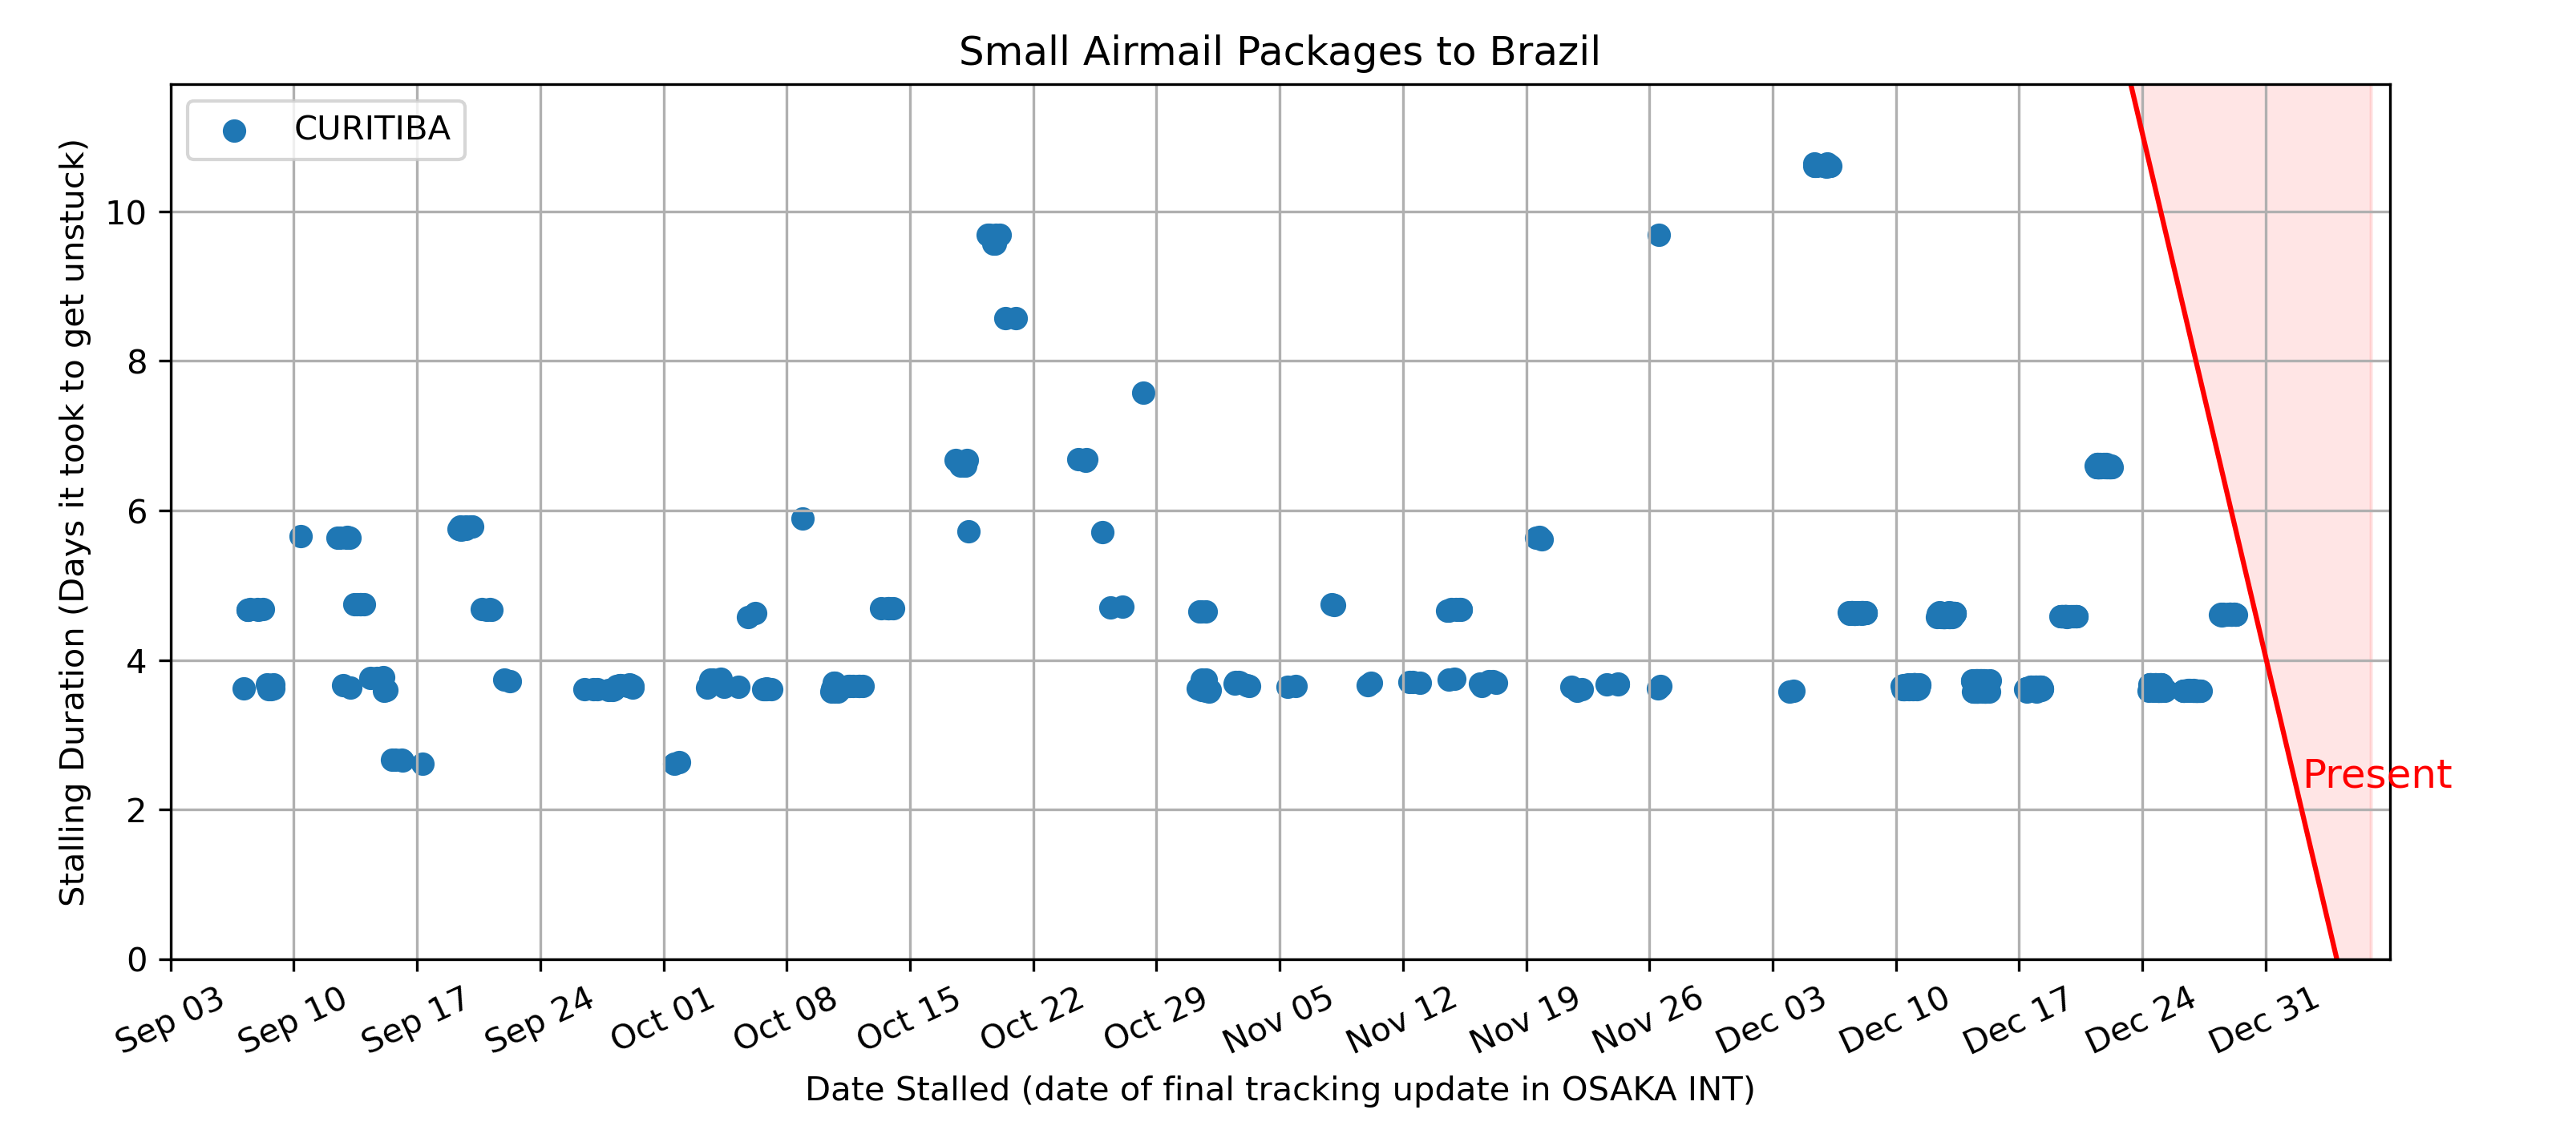 Small Airmail Packages to Brazil
CURITIBA
Stalling Duration (Days it took to get unstuck)
10
8
6
4
2
0
Present
Sep 03
Sep 10
Sep 17
Sep 24
Oct 01
Oct 08
Oct 15
Oct 22
Oct 29
Nov 05
Nov 12
Nov 19
Nov 26
Dec 03
Dec 10
Dec 17
Dec 24
Dec 31
Date Stalled (date of final tracking update in OSAKA INT)